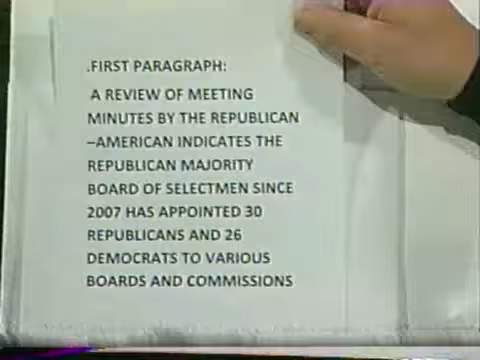 .FIRST PARAGRAPH:
A REVIEW OF MEETING
MINUTES BY THE REPUBLICAN
–AMERICAN INDICATES THE
REPUBLICAN MAJORITY
BOARD OF SELECTMEN SINCE
2007 HAS APPOINTED 30
REPUBLICANS AND 26
DEMOCRATS TO VARIOUS
BOARDS AND COMMISSIONS